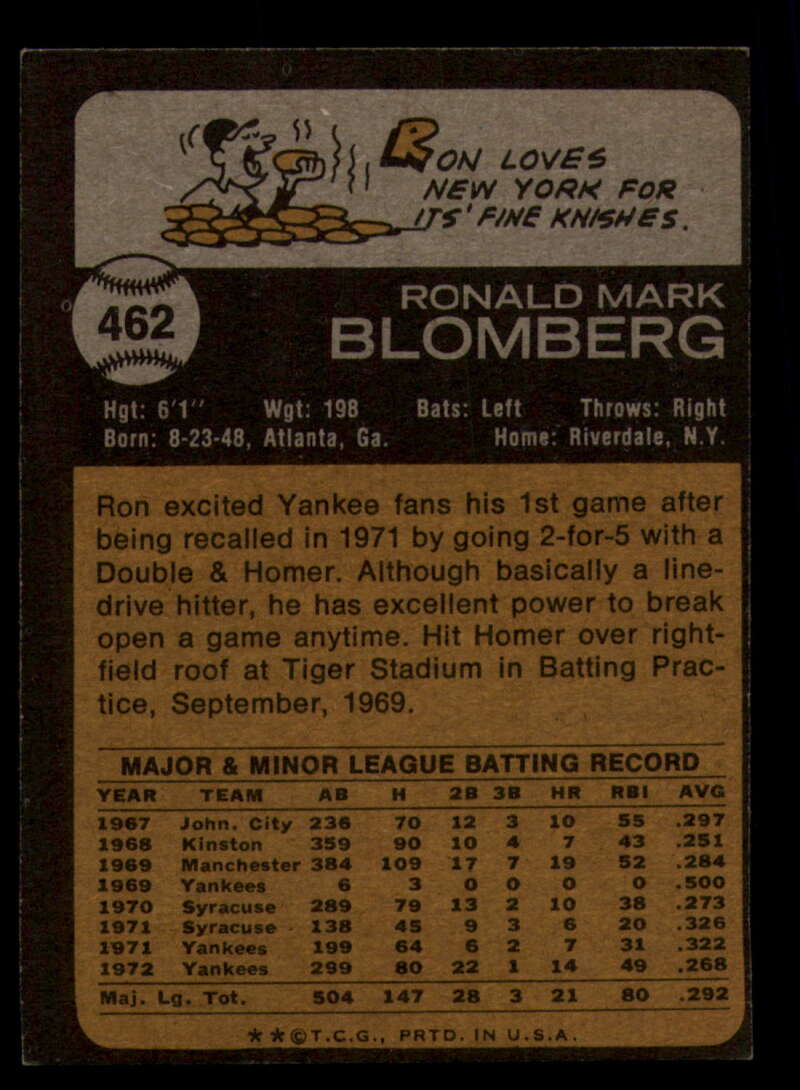 RON LOVES
NEW YORK FOR
ITS' FINE KNISHES.
462
RONALD MARK
BLOMBERG
Hgt: 6'1" Wgt: 198 Bats: Left Throws: Right
Born: 8-23-48, Atlanta, Ga. Home: Riverdale, N.Y.
Ron excited Yankee fans his 1st game after
being recalled in 1971 by going 2-for-5 with a
Double & Homer. Although basically a line-
drive hitter, he has excellent power to break
open a game anytime. Hit Homer over right-
field roof at Tiger Stadium in Batting Prac-
tice, September, 1969.
MAJOR & MINOR LEAGUE BATTING RECORD
YEAR TEAM AB H 2B 3B HR RBI AVG
1967 John. City 236 70 12 3 10 55 .297
1968 Kinston 359 90 10 4 7 43 .251
1969 Manchester 384 109 17 7 19 52 .284
1969 Yankees 6 3 0 0 0 0 .500
1970 Syracuse 289 79 13 2 10 38 .273
1971 Syracuse 138 45 9 3 6 20 .326
1971 Yankees 199 64 6 2 7 31 .322
1972 Yankees 299 80 22 1 14 49 .268
Maj. Lg. Tot. 504 147 28 3 21 80 .292
**©T.C.G., PRTD. IN U.S.A.